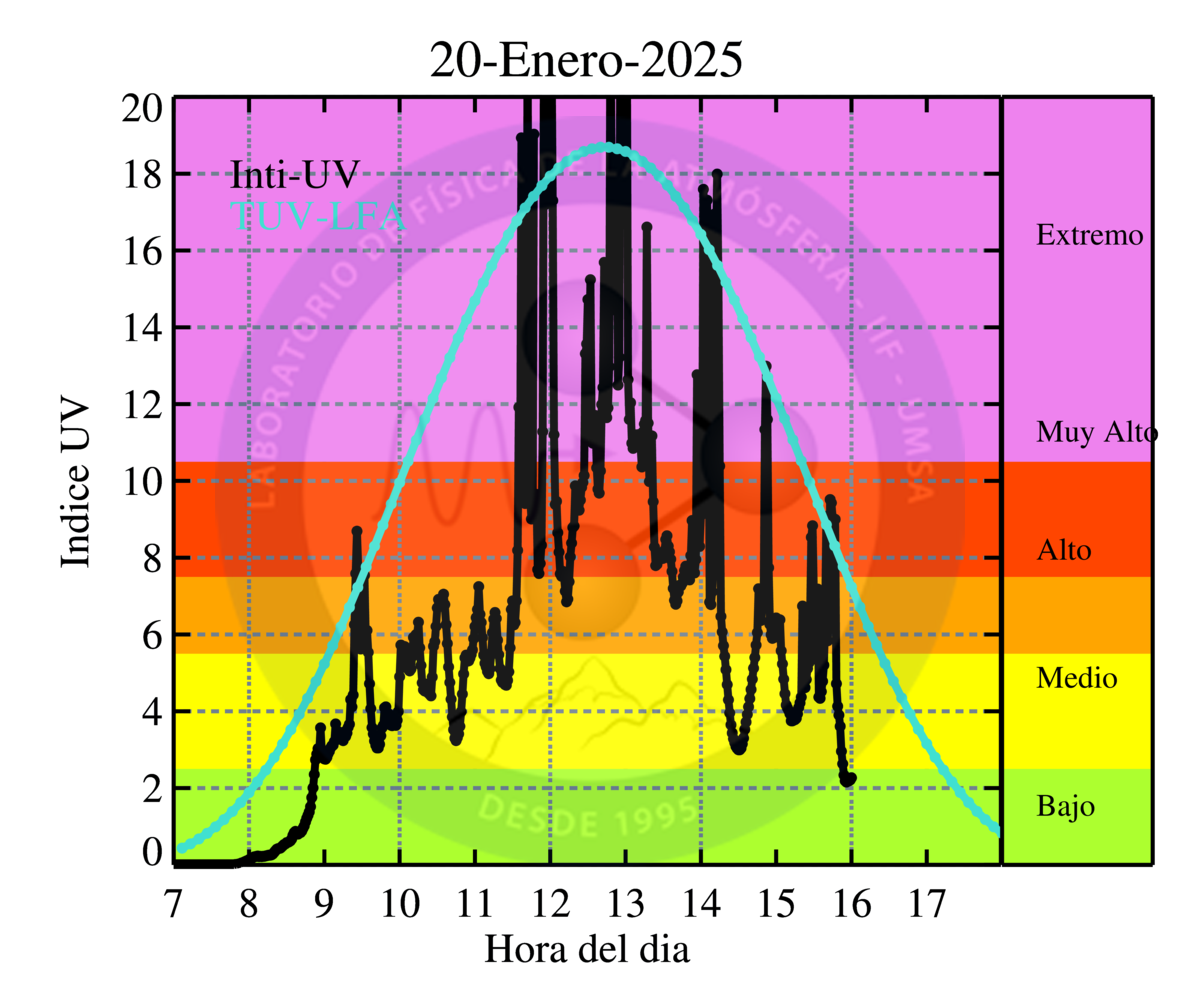 20-Enero-2025
Inti-UV
TUV-LFA
Indice UV
20
18
16
14
12
10
8
6
4
2
0
7 8 9 10 11 12 13 14 15 16 17
Hora del dia
Extremo
Muy Alto
Alto
Medio
Bajo
LABORATORIO DE FÍSICA DE LA ATMÓSFERA - IIF - UMSA
DESDE 1995